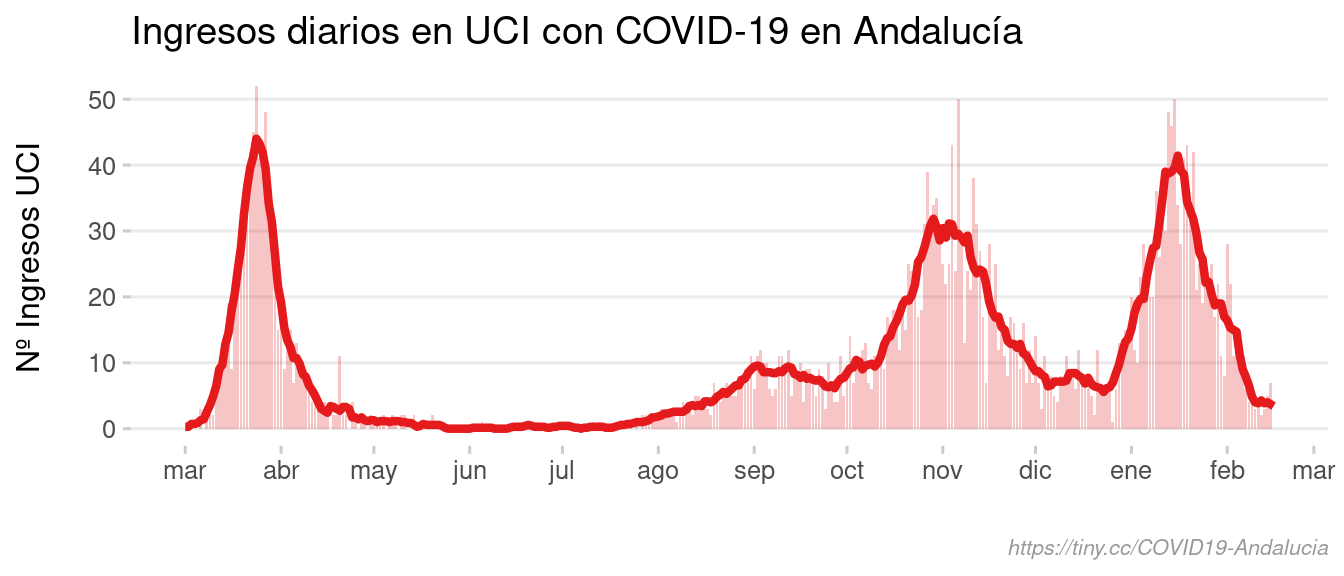 Ingresos diarios en UCI con COVID-19 en Andalucía
Nº Ingresos UCI
50
40
30
20
10
0
mar abr may jun jul ago sep oct nov dic ene feb mar
https://tiny.cc/COVID19-Andalucia